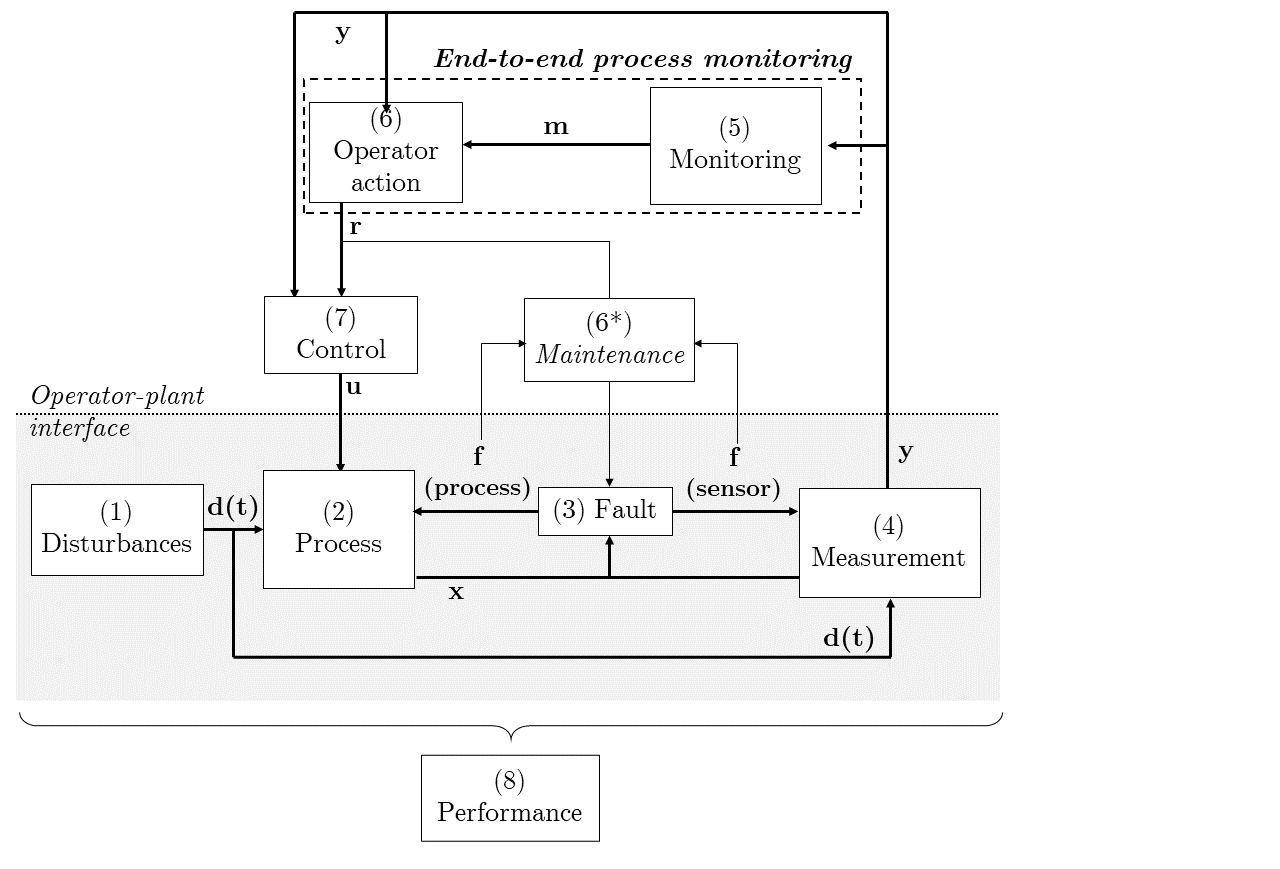 y
End-to-end process monitoring
(6)
Operator
action
m
(5)
Monitoring
r
(7)
Control
(6*)
Maintenance
u
Operator-plant
interface
f
(process)
f
(sensor)
y
(1)
Disturbances
d(t)
(2)
Process
(3) Fault
(4)
Measurement
x
d(t)
(8)
Performance